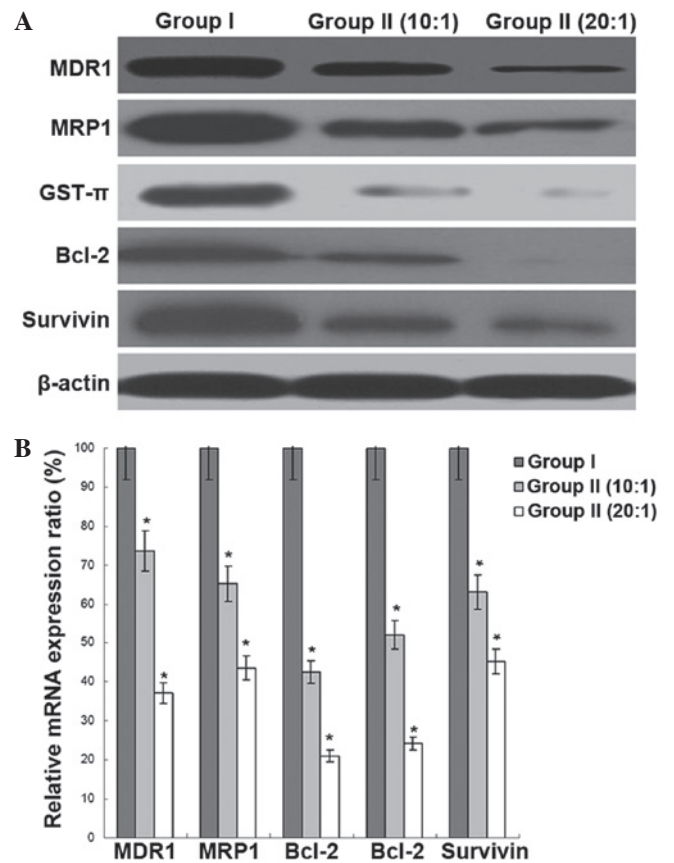 A
Group I Group II (10:1) Group II (20:1)
MDR1
MRP1
GST-π
Bcl-2
Survivin
β-actin
B
Relative mRNA expression ratio (%)
100
90
80
70
60
50
40
30
20
10
0
* * * * * * * * * *
Group I
Group II (10:1)
Group II (20:1)
MDR1 MRP1 Bcl-2 Bcl-2 Survivin